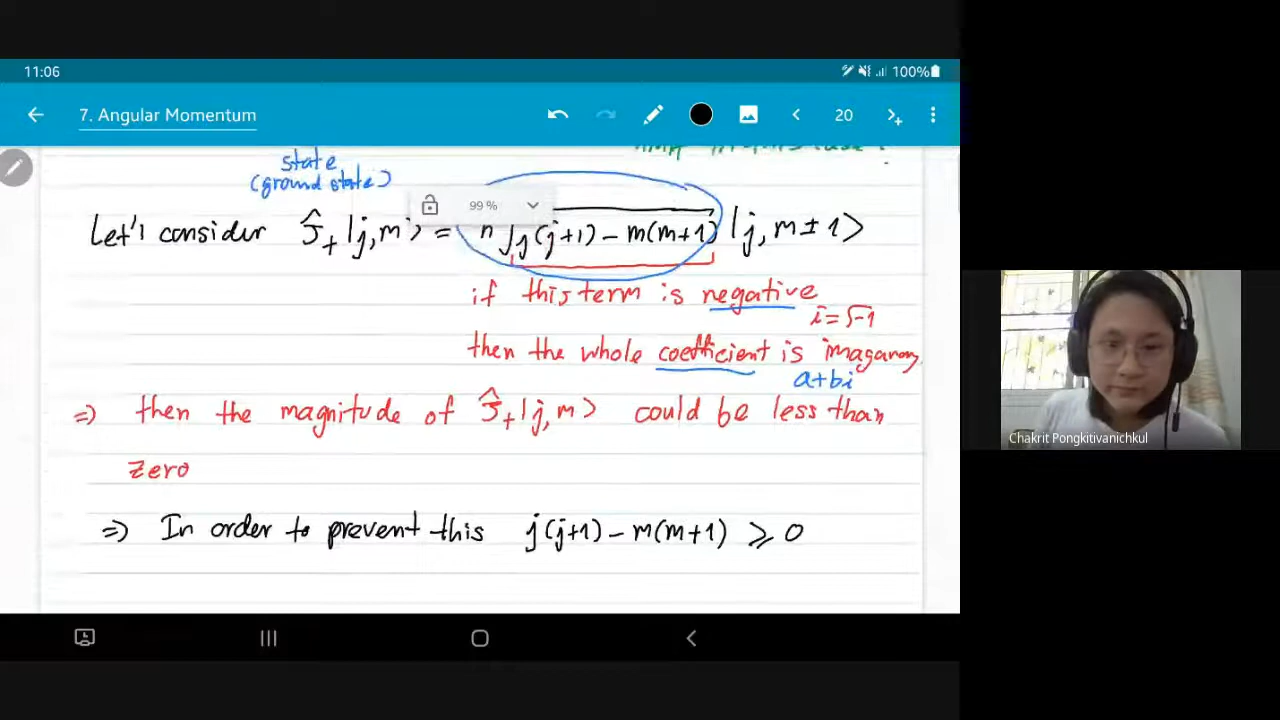 11:06
100%
7. Angular Momentum
20
state
(ground state)
99 %
Let's consider Ĵ₊|j,m⟩ = ħ√j(j+1) − m(m+1) |j, m±1⟩
if this term is negative
i = √-1
then the whole coefficient is imaganary
a+bi
⇒ then the magnitude of Ĵ₊|j,m⟩ could be less than
zero
⇒ In order to prevent this j(j+1) − m(m+1) ⩾ 0
Chakrit Pongkitivanichkul